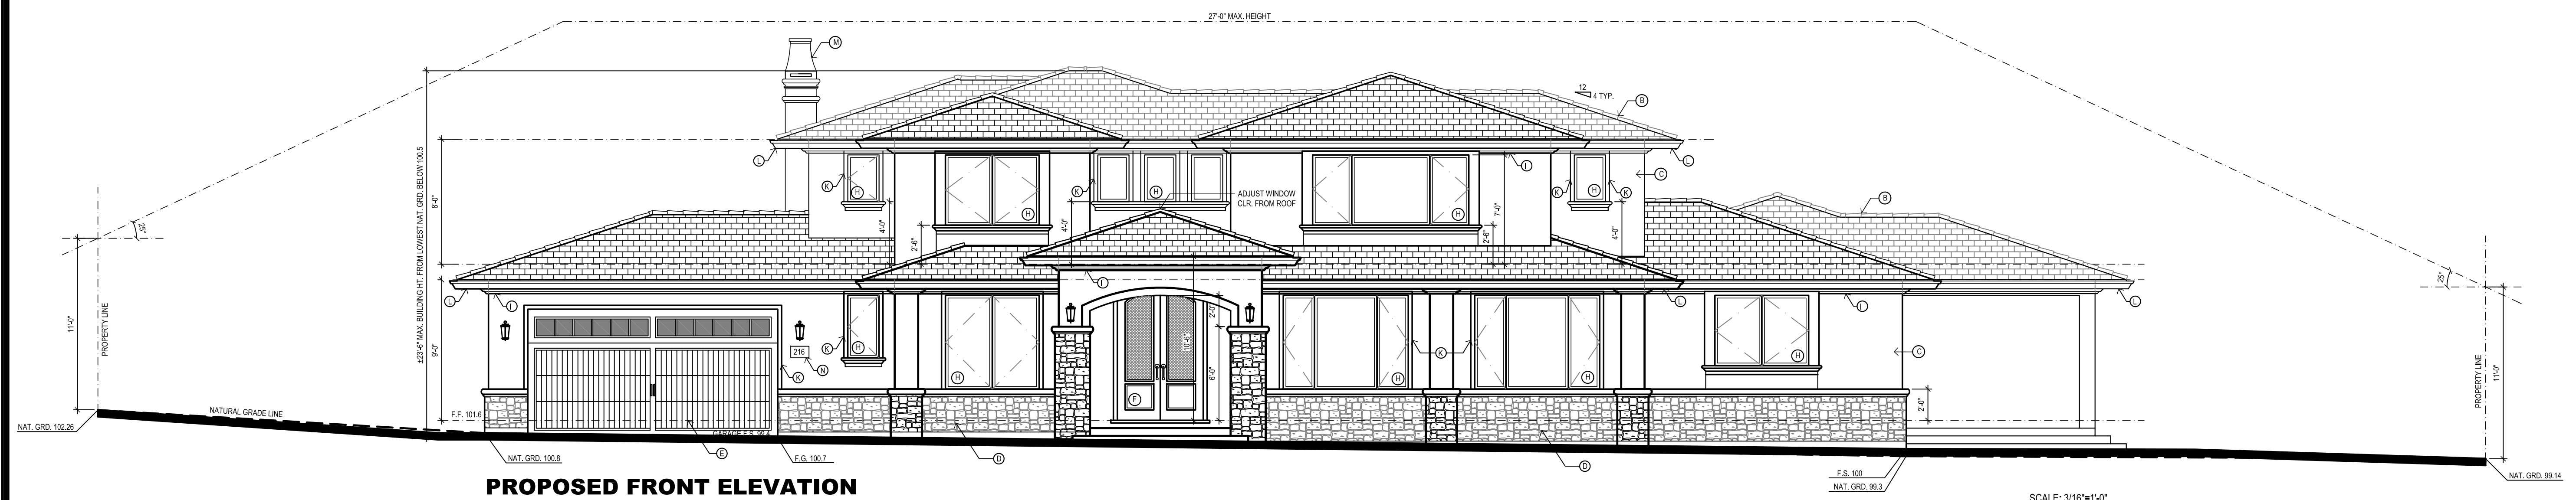 27'-0" MAX. HEIGHT
M
12
4 TYP.
B
L
L
K
H
H
K
H
ADJUST WINDOW
CLR. FROM ROOF
H
I
K
H
K
C
B
±23'-6" MAX. BUILDING HT. FROM LOWEST NAT. GRD. BELOW 100.5
8'-0"
4'-0"
2'-6"
4'-0"
7'-0"
2'-6"
4'-0"
25°
25°
11'-0"
PROPERTY LINE
L
I
9'-0"
216
N
K
K
H
H
I
2'-0"
10'-6"
6'-0"
F
H
K
H
L
H
I
C
L
2'-0"
PROPERTY LINE
11'-0"
F.F. 101.6
NATURAL GRADE LINE
NAT. GRD. 102.26
GARAGE F.S. 99.4
NAT. GRD. 100.8
E
F.G. 100.7
D
D
F.S. 100
NAT. GRD. 99.3
NAT. GRD. 99.14
PROPOSED FRONT ELEVATION
SCALE: 3/16"=1'-0"